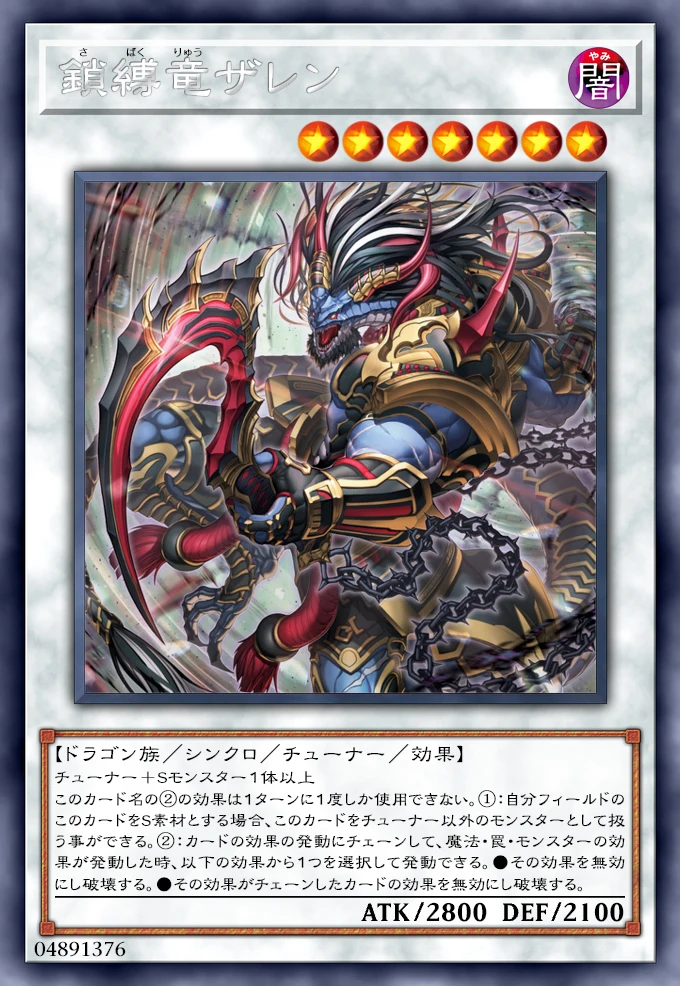 さばくりゅう
鎖縛竜ザレン
やみ
闇
【ドラゴン族／シンクロ／チューナー／効果】
チューナー＋Sモンスター１体以上
このカード名の②の効果は１ターンに１度しか使用できない。①：自分フィールドの
このカードをS素材とする場合、このカードをチューナー以外のモンスターとして扱
う事ができる。②：カードの効果の発動にチェーンして、魔法・罠・モンスターの効
果が発動した時、以下の効果から１つを選択して発動できる。●その効果を無効
にし破壊する。●その効果がチェーンしたカードの効果を無効にし破壊する。
ATK/2800 DEF/2100
04891376